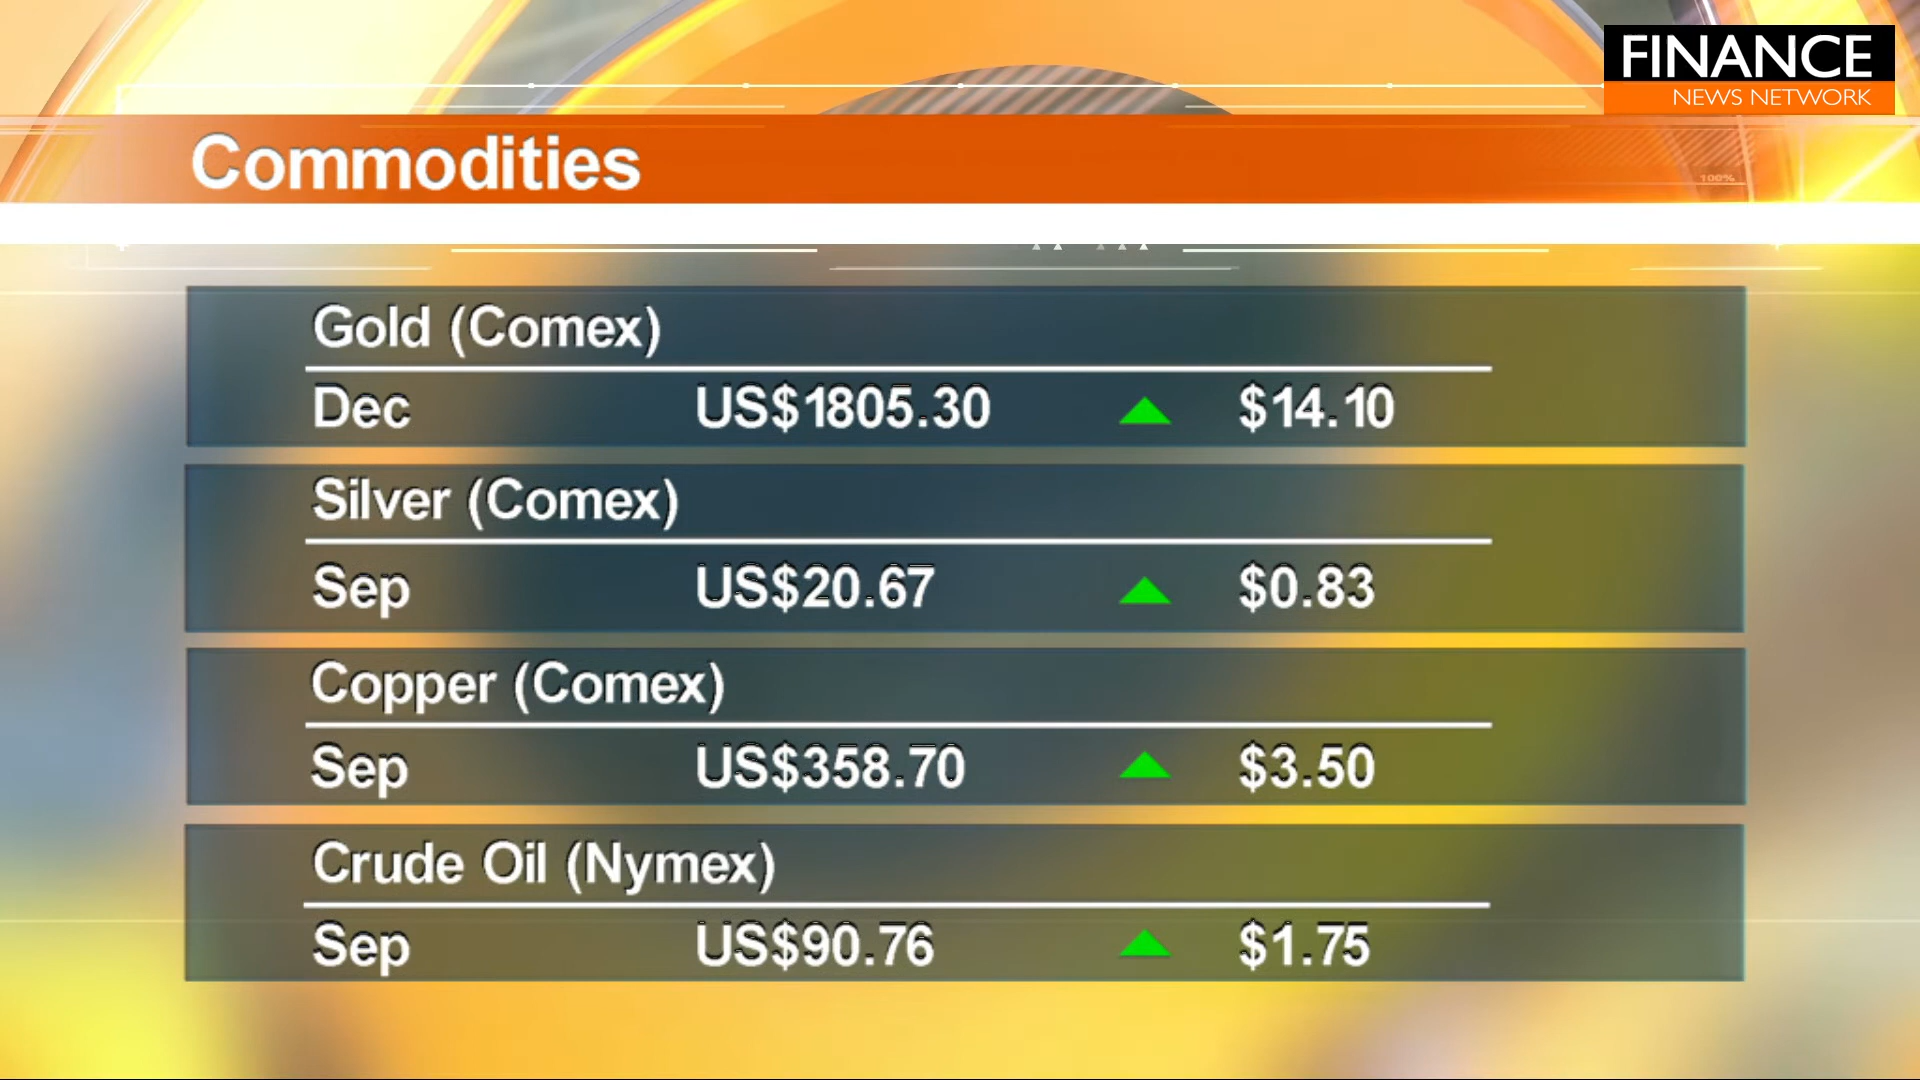 FINANCE
NEWS NETWORK
Commodities
100%
Gold (Comex)
Dec US$1805.30 ▲ $14.10
Silver (Comex)
Sep US$20.67 ▲ $0.83
Copper (Comex)
Sep US$358.70 ▲ $3.50
Crude Oil (Nymex)
Sep US$90.76 ▲ $1.75